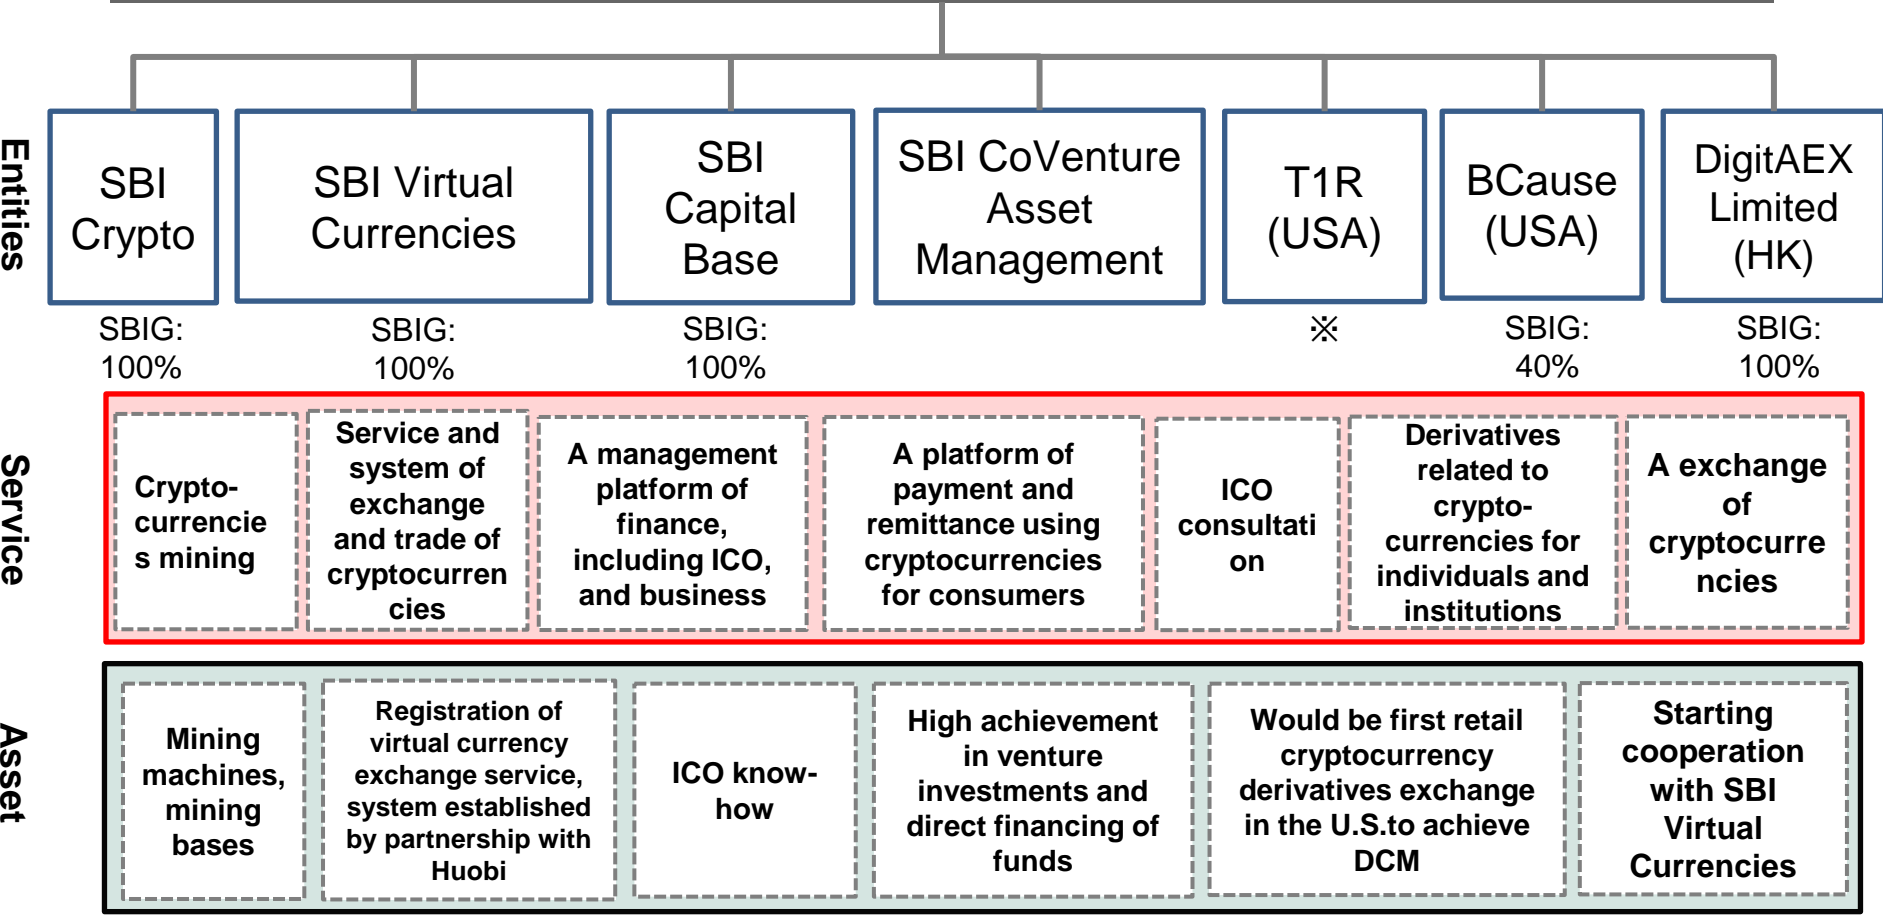 Entities
SBI
Crypto
SBI Virtual
Currencies
SBI
Capital
Base
SBI CoVenture
Asset
Management
T1R
(USA)
BCause
(USA)
DigitAEX
Limited
(HK)
SBIG:
100%
SBIG:
100%
SBIG:
100%
※
SBIG:
40%
SBIG:
100%
Service
Crypto-
currencie
s mining
Service and
system of
exchange
and trade of
cryptocurren
cies
A management
platform of
finance,
including ICO,
and business
A platform of
payment and
remittance using
cryptocurrencies
for consumers
ICO
consultati
on
Derivatives
related to
crypto-
currencies for
individuals and
institutions
A exchange
of
cryptocurre
ncies
Asset
Mining
machines,
mining
bases
Registration of
virtual currency
exchange service,
system established
by partnership with
Huobi
ICO know-
how
High achievement
in venture
investments and
direct financing of
funds
Would be first retail
cryptocurrency
derivatives exchange
in the U.S.to achieve
DCM
Starting
cooperation
with SBI
Virtual
Currencies